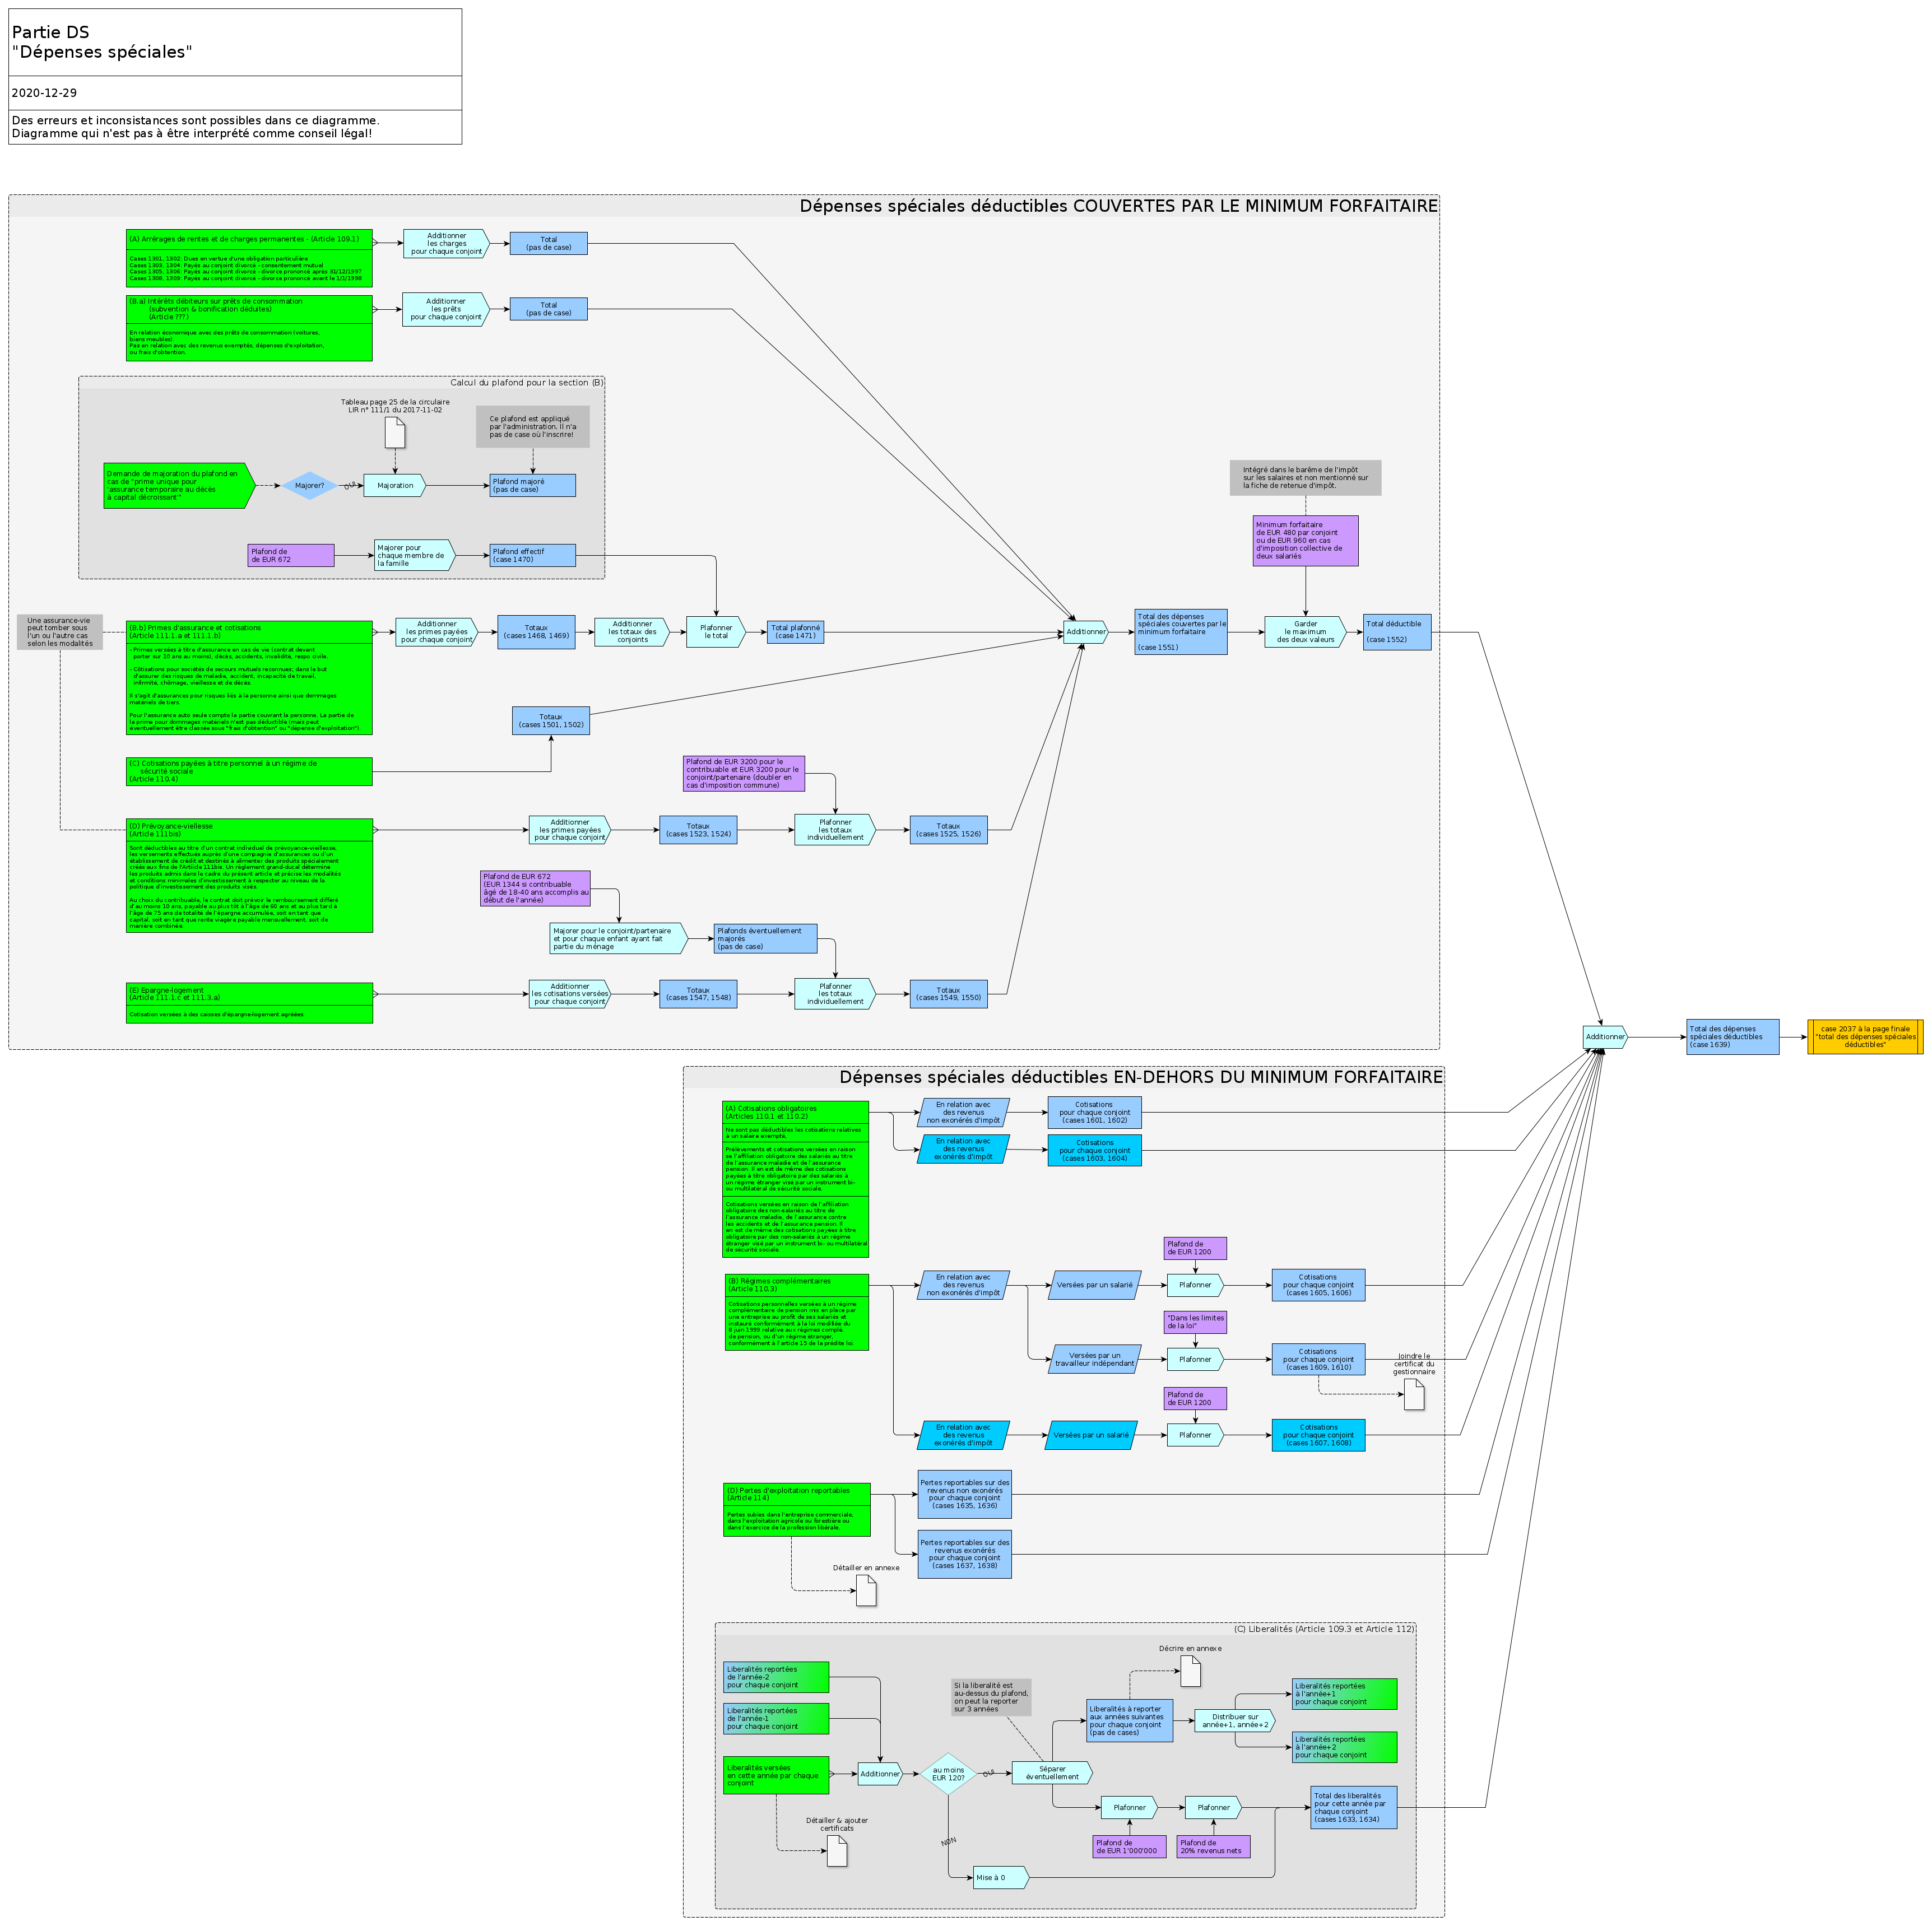 Partie DS
"Dépenses spéciales"
2020-12-29
Des erreurs et inconsistances sont possibles dans ce diagramme.
Diagramme qui n'est pas à être interprété comme conseil légal!
Dépenses spéciales déductibles COUVERTES PAR LE MINIMUM FORFAITAIRE
(A) Arrérages de rentes et de charges permanentes - (Article 109.1)
Cases 1301, 1302: Dues en vertue d'une obligation particulière
Cases 1303, 1304: Payés au conjoint divorcé - consentement mutuel
Cases 1305, 1306: Payés au conjoint divorcé - divorce prononcé après 31/12/1997
Cases 1308, 1309: Payés au conjoint divorcé - divorce prononcé avant le 1/1/1998
Additionner
les charges
pour chaque conjoint
Total
(pas de case)
(B.a) Intérêts débiteurs sur prêts de consommation
(subvention & bonification déduites)
(Article ???)
En relation économique avec des prêts de consommation (voitures,
biens meubles).
Pas en relation avec des revenus exemptés, dépenses d'exploitation,
ou frais d'obtention.
Additionner
les prêts
pour chaque conjoint
Total
(pas de case)
Calcul du plafond pour la section (B)
Tableau page 25 de la circulaire
LIR n° 111/1 du 2017-11-02
Ce plafond est appliqué
par l'administration. Il n'a
pas de case où l'inscrire!
Demande de majoration du plafond en
cas de "prime unique pour
'assurance temporaire au décès
à capital décroissant'"
Majorer?
OUI
Majoration
Plafond majoré
(pas de case)
Plafond de
de EUR 672
Majorer pour
chaque membre de
la famille
Plafond effectif
(case 1470)
Intégré dans le barême de l'impôt
sur les salaires et non mentionné sur
la fiche de retenue d'impôt.
Minimum forfaitaire
de EUR 480 par conjoint
ou de EUR 960 en cas
d'imposition collective de
deux salariés
Une assurance-vie
peut tomber sous
l'un ou l'autre cas
selon les modalités
(B.b) Primes d'assurance et cotisations
(Article 111.1.a et 111.1.b)
- Primes versées à titre d'assurance en cas de vie (contrat devant
porter sur 10 ans au moins), décès, accidents, invalidité, respo civile.
- Côtisations pour sociétés de secours mutuels reconnues; dans le but
d'assurer des risques de maladie, accident, incapacité de travail,
infirmité, chômage, vieillesse et de décès.
Il s'agit d'assurances pour risques liés à la personne ainsi que dommages
matériels de tiers.
Pour l'assurance auto seule compte la partie couvrant la personne. La partie de
la prime pour dommages matériels n'est pas déductible (mais peut
éventuellement être classée sous "frais d'obtention" ou "dépense d'exploitation").
Additionner
les primes payées
pour chaque conjoint
Totaux
(cases 1468, 1469)
Additionner
les totaux des
conjoints
Plafonner
le total
Total plafonné
(case 1471)
Additionner
Total des dépenses
spéciales couvertes par le
minimum forfaitaire
(case 1551)
Garder
le maximum
des deux valeurs
Total déductible
(case 1552)
Totaux
(cases 1501, 1502)
(C) Cotisations payées à titre personnel à un régime de
sécurité sociale
(Article 110.4)
Plafond de EUR 3200 pour le
contribuable et EUR 3200 pour le
conjoint/partenaire (doubler en
cas d'imposition commune)
(D) Prévoyance-viellesse
(Article 111bis)
Sont déductibles au titre d'un contrat individuel de prévoyance-vieillesse,
les versements effectués auprès d'une compagnie d'assurances ou d'un
établissement de crédit et destinés à alimenter des produits spécialement
créés aux fins de l'Artticle 111bis. Un règlement grand-ducal détermine
les produits admis dans le cadre du présent article et précise les modalités
et conditions minimales d'investissement à respecter au niveau de la
politique d'investissement des produits visés.
Au choix du contribuable, le contrat doit prévoir le remboursement différé
d'au moins 10 ans, payable au plus tôt à l'âge de 60 ans et au plus tard à
l'âge de 75 ans de totalité de l'épargne accumulée, soit en tant que
capital, soit en tant que rente viagère payable mensuellement, soit de
manière combinée.
Additionner
les primes payées
pour chaque conjoint
Totaux
(cases 1523, 1524)
Plafonner
les totaux
individuellement
Totaux
(cases 1525, 1526)
Plafond de EUR 672
(EUR 1344 si contribuable
âgé de 18-40 ans accomplis au
début de l'année)
Majorer pour le conjoint/partenaire
et pour chaque enfant ayant fait
partie du ménage
Plafonds éventuellement
majorés
(pas de case)
(E) Epargne-logement
(Article 111.1.c et 111.3.a)
Cotisation versées à des caisses d'épargne-logement agréées
Additionner
les cotisations versées
pour chaque conjoint
Totaux
(cases 1547, 1548)
Plafonner
les totaux
individuellement
Totaux
(cases 1549, 1550)
Additionner
Total des dépenses
spéciales déductibles
(case 1639)
case 2037 à la page finale
"total des dépenses spéciales
déductibles"
Dépenses spéciales déductibles EN-DEHORS DU MINIMUM FORFAITAIRE
(A) Cotisations obligatoires
(Articles 110.1 et 110.2)
Ne sont pas déductibles les cotisations relatives
à un salaire exempté.
Prélèvements et cotisations versées en raison
se l'affiliation obligatoire des salariés au titre
de l'assurance maladie et de l'assurance
pension. Il en est de même des cotisations
payées à titre obligatoire par des salariés à
un régime étranger visé par un instrument bi-
ou multilatéral de sécurité sociale.
Cotisations versées en raison de l'affiliation
obligatoire des non-salariés au titre de
l'assurance maladie, de l'assurance contre
les accidents et de l'assurance pension. Il
en est de même des cotisations payées à titre
obligatoire par des non-salariés à un régime
étranger visé par un instrument bi- ou multilatéral
de sécurité sociale.
En relation avec
des revenus
non exonérés d'impôt
Cotisations
pour chaque conjoint
(cases 1601, 1602)
En relation avec
des revenus
exonérés d'impôt
Cotisations
pour chaque conjoint
(cases 1603, 1604)
(B) Régimes complémentaires
(Article 110.3)
Cotisations personnelles versées à un régime
complémentaire de pension mis en place par
une entreprise au profit de ses salariés et
instauré conformément à la loi modifiée du
8 juin 1999 relative aux régimes complé.
de pension, ou d'un régime étranger,
conformément à l'article 15 de la prédite loi.
En relation avec
des revenus
non exonérés d'impôt
Versées par un salarié
Plafond de
de EUR 1200
Plafonner
Cotisations
pour chaque conjoint
(cases 1605, 1606)
"Dans les limites
de la loi"
Versées par un
travailleur indépendant
Plafonner
Cotisations
pour chaque conjoint
(cases 1609, 1610)
Joindre le
certificat du
gestionnaire
Plafond de
de EUR 1200
En relation avec
des revenus
exonérés d'impôt
Versées par un salarié
Plafonner
Cotisations
pour chaque conjoint
(cases 1607, 1608)
(D) Pertes d'exploitation reportables
(Article 114)
Pertes subies dans l'entreprise commerciale,
dans l'exploitation agricole ou forestière ou
dans l'exercice de la profession libérale.
Pertes reportables sur des
revenus non exonérés
pour chaque conjoint
(cases 1635, 1636)
Pertes reportables sur des
revenus exonérés
pour chaque conjoint
(cases 1637, 1638)
Détailler en annexe
(C) Liberalités (Article 109.3 et Article 112)
Liberalités reportées
de l'année-2
pour chaque conjoint
Liberalités reportées
de l'année-1
pour chaque conjoint
Liberalités versées
en cette année par chaque
conjoint
Détailler & ajouter
certificats
Additionner
au moins
EUR 120?
OUI
NON
Si la liberalité est
au-dessus du plafond,
on peut la reporter
sur 3 années
Séparer
éventuellement
Décrire en annexe
Liberalités à reporter
aux années suivantes
pour chaque conjoint
(pas de cases)
Distribuer sur
année+1, année+2
Liberalités reportées
à l'année+1
pour chaque conjoint
Liberalités reportées
à l'année+2
pour chaque conjoint
Plafonner
Plafonner
Plafond de
de EUR 1'000'000
Plafond de
20% revenus nets
Total des liberalités
pour cette année par
chaque conjoint
(cases 1633, 1634)
Mise à 0